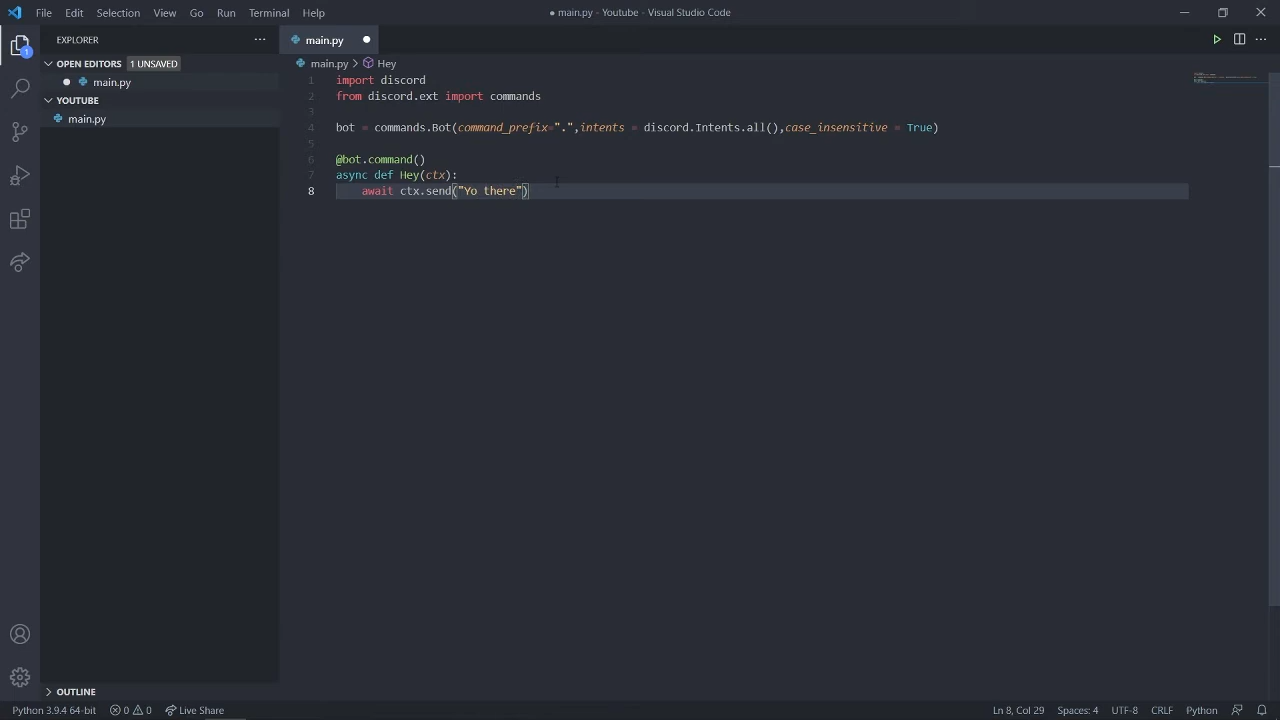 File Edit Selection View Go Run Terminal Help
● main.py - Youtube - Visual Studio Code
EXPLORER
main.py
OPEN EDITORS 1 UNSAVED
main.py > Hey
main.py
YOUTUBE
main.py
1 import discord
2 from discord.ext import commands
3
4 bot = commands.Bot(command_prefix=".",intents = discord.Intents.all(),case_insensitive = True)
5
6 @bot.command()
7 async def Hey(ctx):
8 await ctx.send("Yo there")
1
OUTLINE
Python 3.9.4 64-bit 0 0 Live Share
Ln 8, Col 29 Spaces: 4 UTF-8 CRLF Python